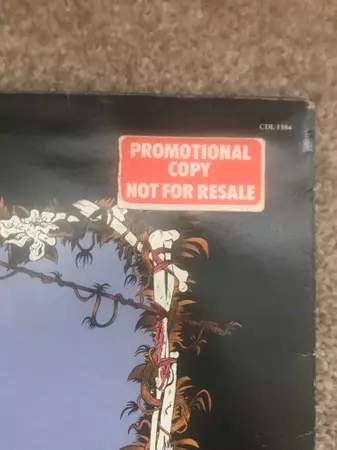 CDL 1384
PROMOTIONAL
COPY
NOT FOR RESALE